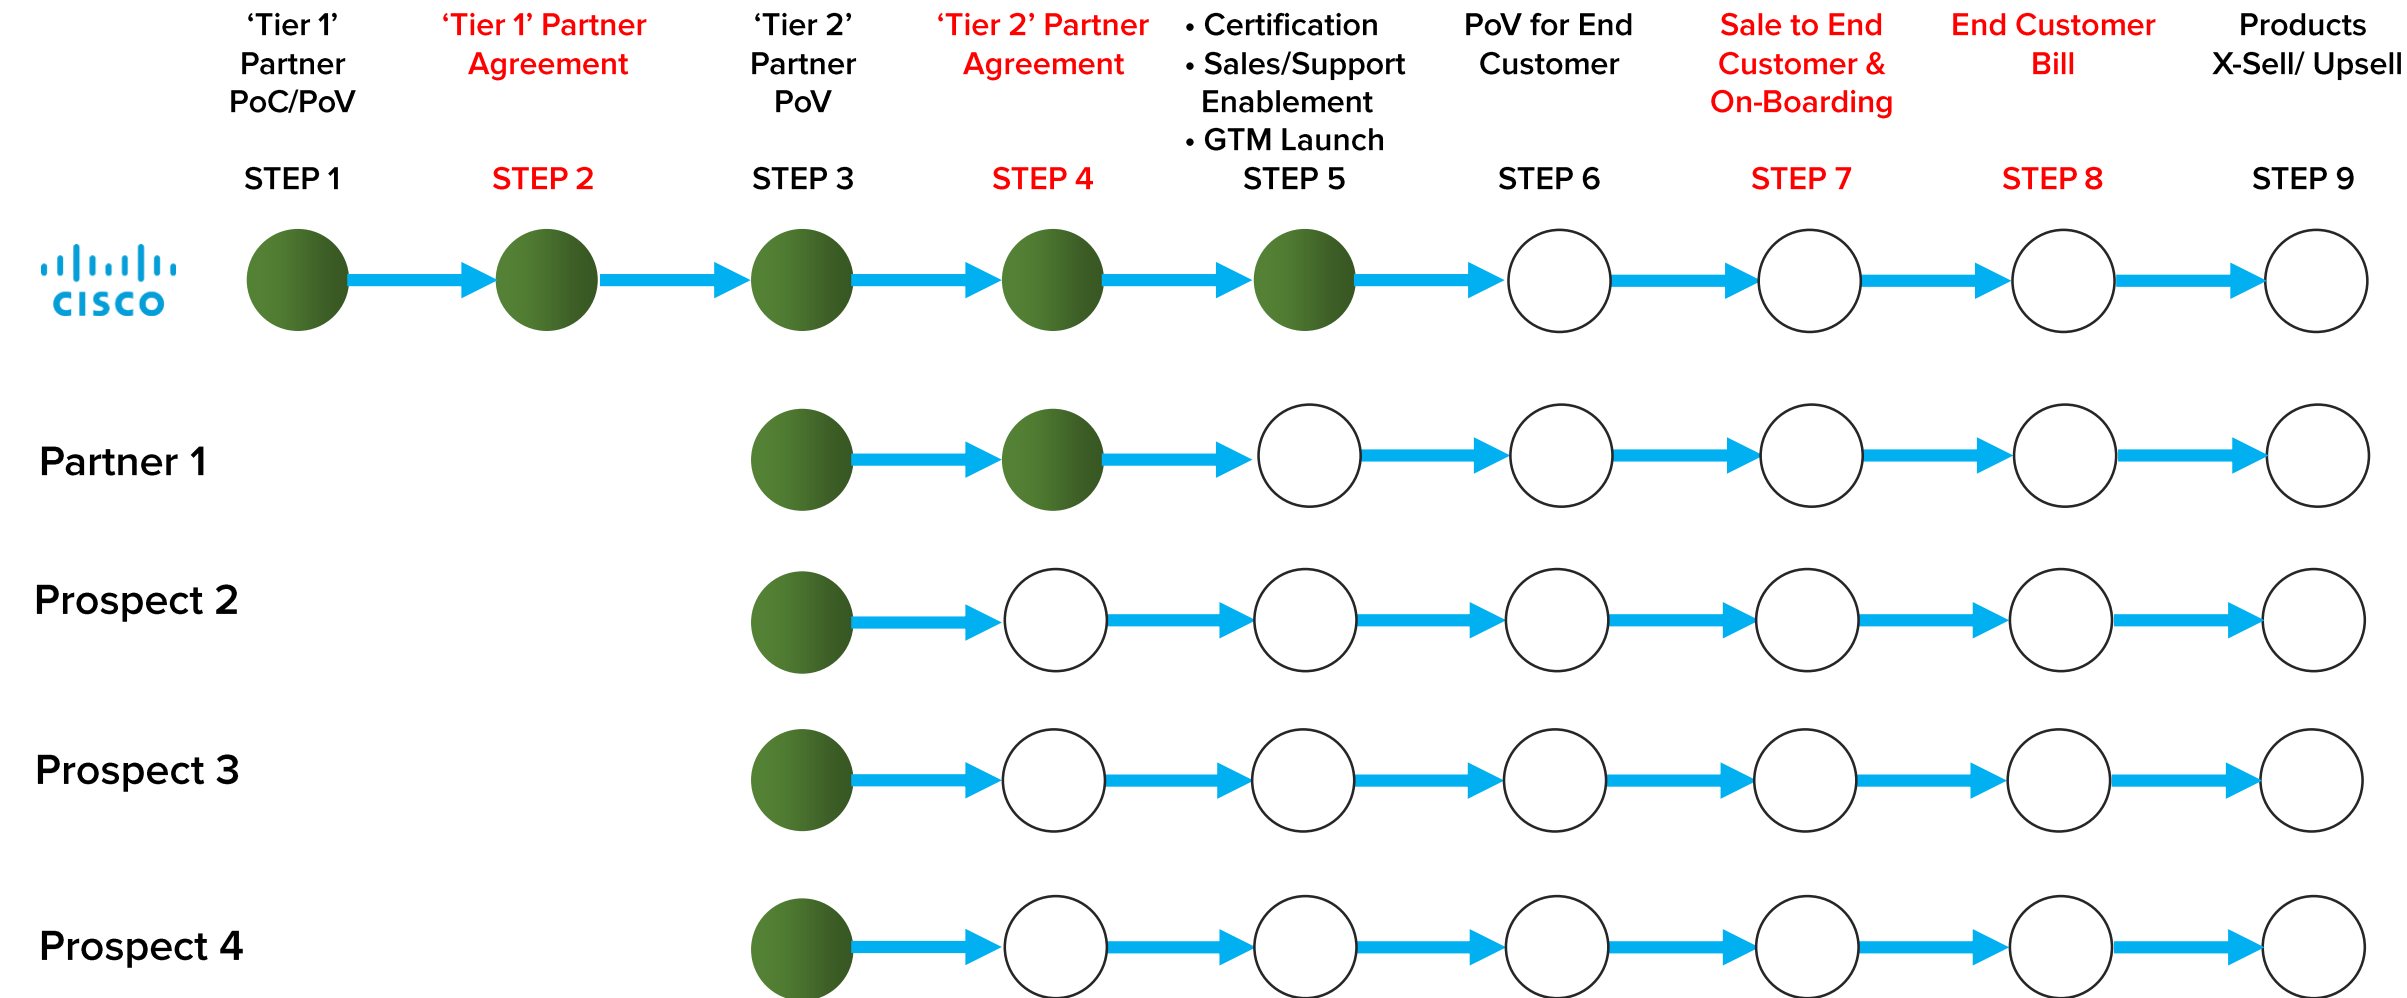 ‘Tier 1’
Partner
PoC/PoV
‘Tier 1’ Partner
Agreement
‘Tier 2’
Partner
PoV
‘Tier 2’ Partner
Agreement
• Certification
• Sales/Support
Enablement
• GTM Launch
PoV for End
Customer
Sale to End
Customer &
On-Boarding
End Customer
Bill
Products
X-Sell/ Upsell
STEP 1
STEP 2
STEP 3
STEP 4
STEP 5
STEP 6
STEP 7
STEP 8
STEP 9
CISCO
Partner 1
Prospect 2
Prospect 3
Prospect 4